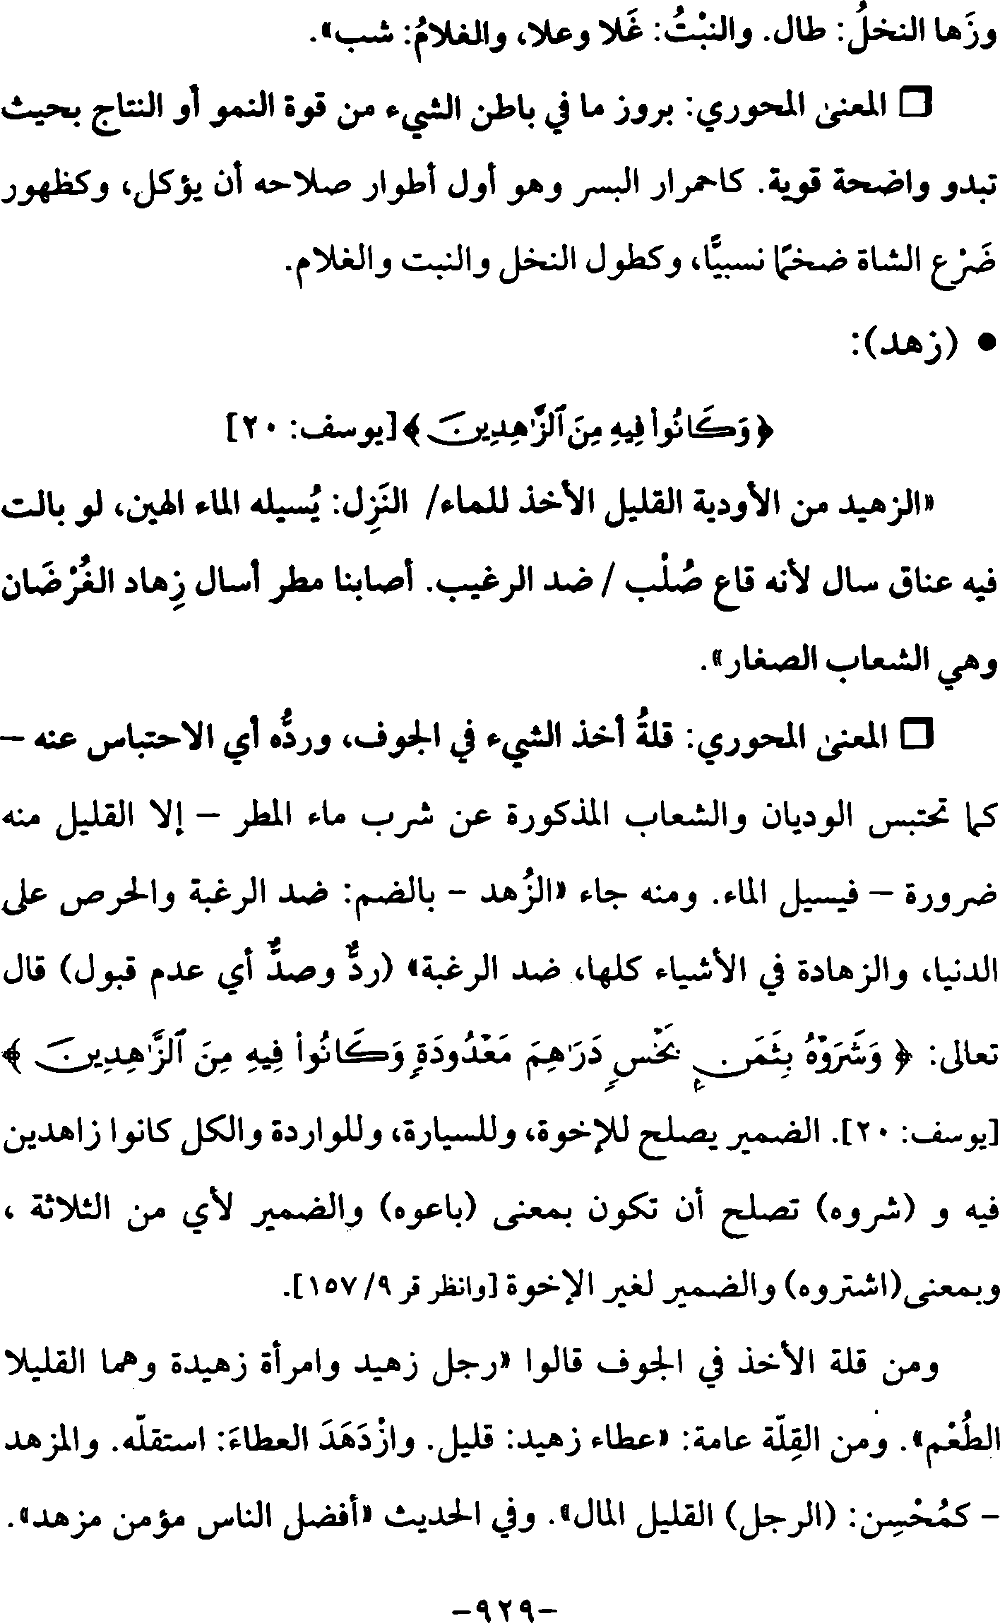 وزَها النخلُ: طال. والنبْتُ: غَلا وعلا، والغلامُ: شب».
□ المعنى المحوري: بروز ما في باطن الشيء من قوة النمو أو النتاج بحيث
تبدو واضحة قوية. كاحمرار البسر وهو أول أطوار صلاحه أن يؤكل، وكظهور
ضَرْع الشاة ضخمًا نسبيًّا، وكطول النخل والنبت والغلام.
• (زهد):
﴿وَكَانُوا۟ فِيهِ مِنَ ٱلزَّٰهِدِينَ﴾ [يوسف: ٢٠]
«الزهيد من الأودية القليل الأخذ للماء/ النَزِل: يُسيله الماء الهين، لو بالت
فيه عناق سال لأنه قاع صُلْب / ضد الرغيب. أصابنا مطر أسال زِهاد الغُرْضَان
وهي الشعاب الصغار».
□ المعنى المحوري: قلةُ أخذ الشيء في الجوف، وردُّه أي الاحتباس عنه –
كما تحتبس الوديان والشعاب المذكورة عن شرب ماء المطر – إلا القليل منه
ضرورة – فيسيل الماء. ومنه جاء «الزُهد - بالضم: ضد الرغبة والحرص على
الدنيا، والزهادة في الأشياء كلها، ضد الرغبة» (ردٌّ وصدٌّ أي عدم قبول) قال
تعالى: ﴿وَشَرَوْهُ بِثَمَنٍۭ بَخْسٍۢ دَرَٰهِمَ مَعْدُودَةٍۢ وَكَانُوا۟ فِيهِ مِنَ ٱلزَّٰهِدِينَ﴾
[يوسف: ٢٠]. الضمير يصلح للإخوة، وللسيارة، وللواردة والكل كانوا زاهدين
فيه و (شروه) تصلح أن تكون بمعنى (باعوه) والضمير لأي من الثلاثة ،
وبمعنى(اشتروه) والضمير لغير الإخوة [وانظر قر ٩/ ١٥٧].
ومن قلة الأخذ في الجوف قالوا «رجل زهيد وامرأة زهيدة وهما القليلا
الطُعْم». ومن القِلّة عامة: «عطاء زهيد: قليل. وازْدَهَدَ العطاءَ: استقلّه. والمزهد
- كمُحْسِن: (الرجل) القليل المال». وفي الحديث «أفضل الناس مؤمن مزهد».
-٩٢٩-